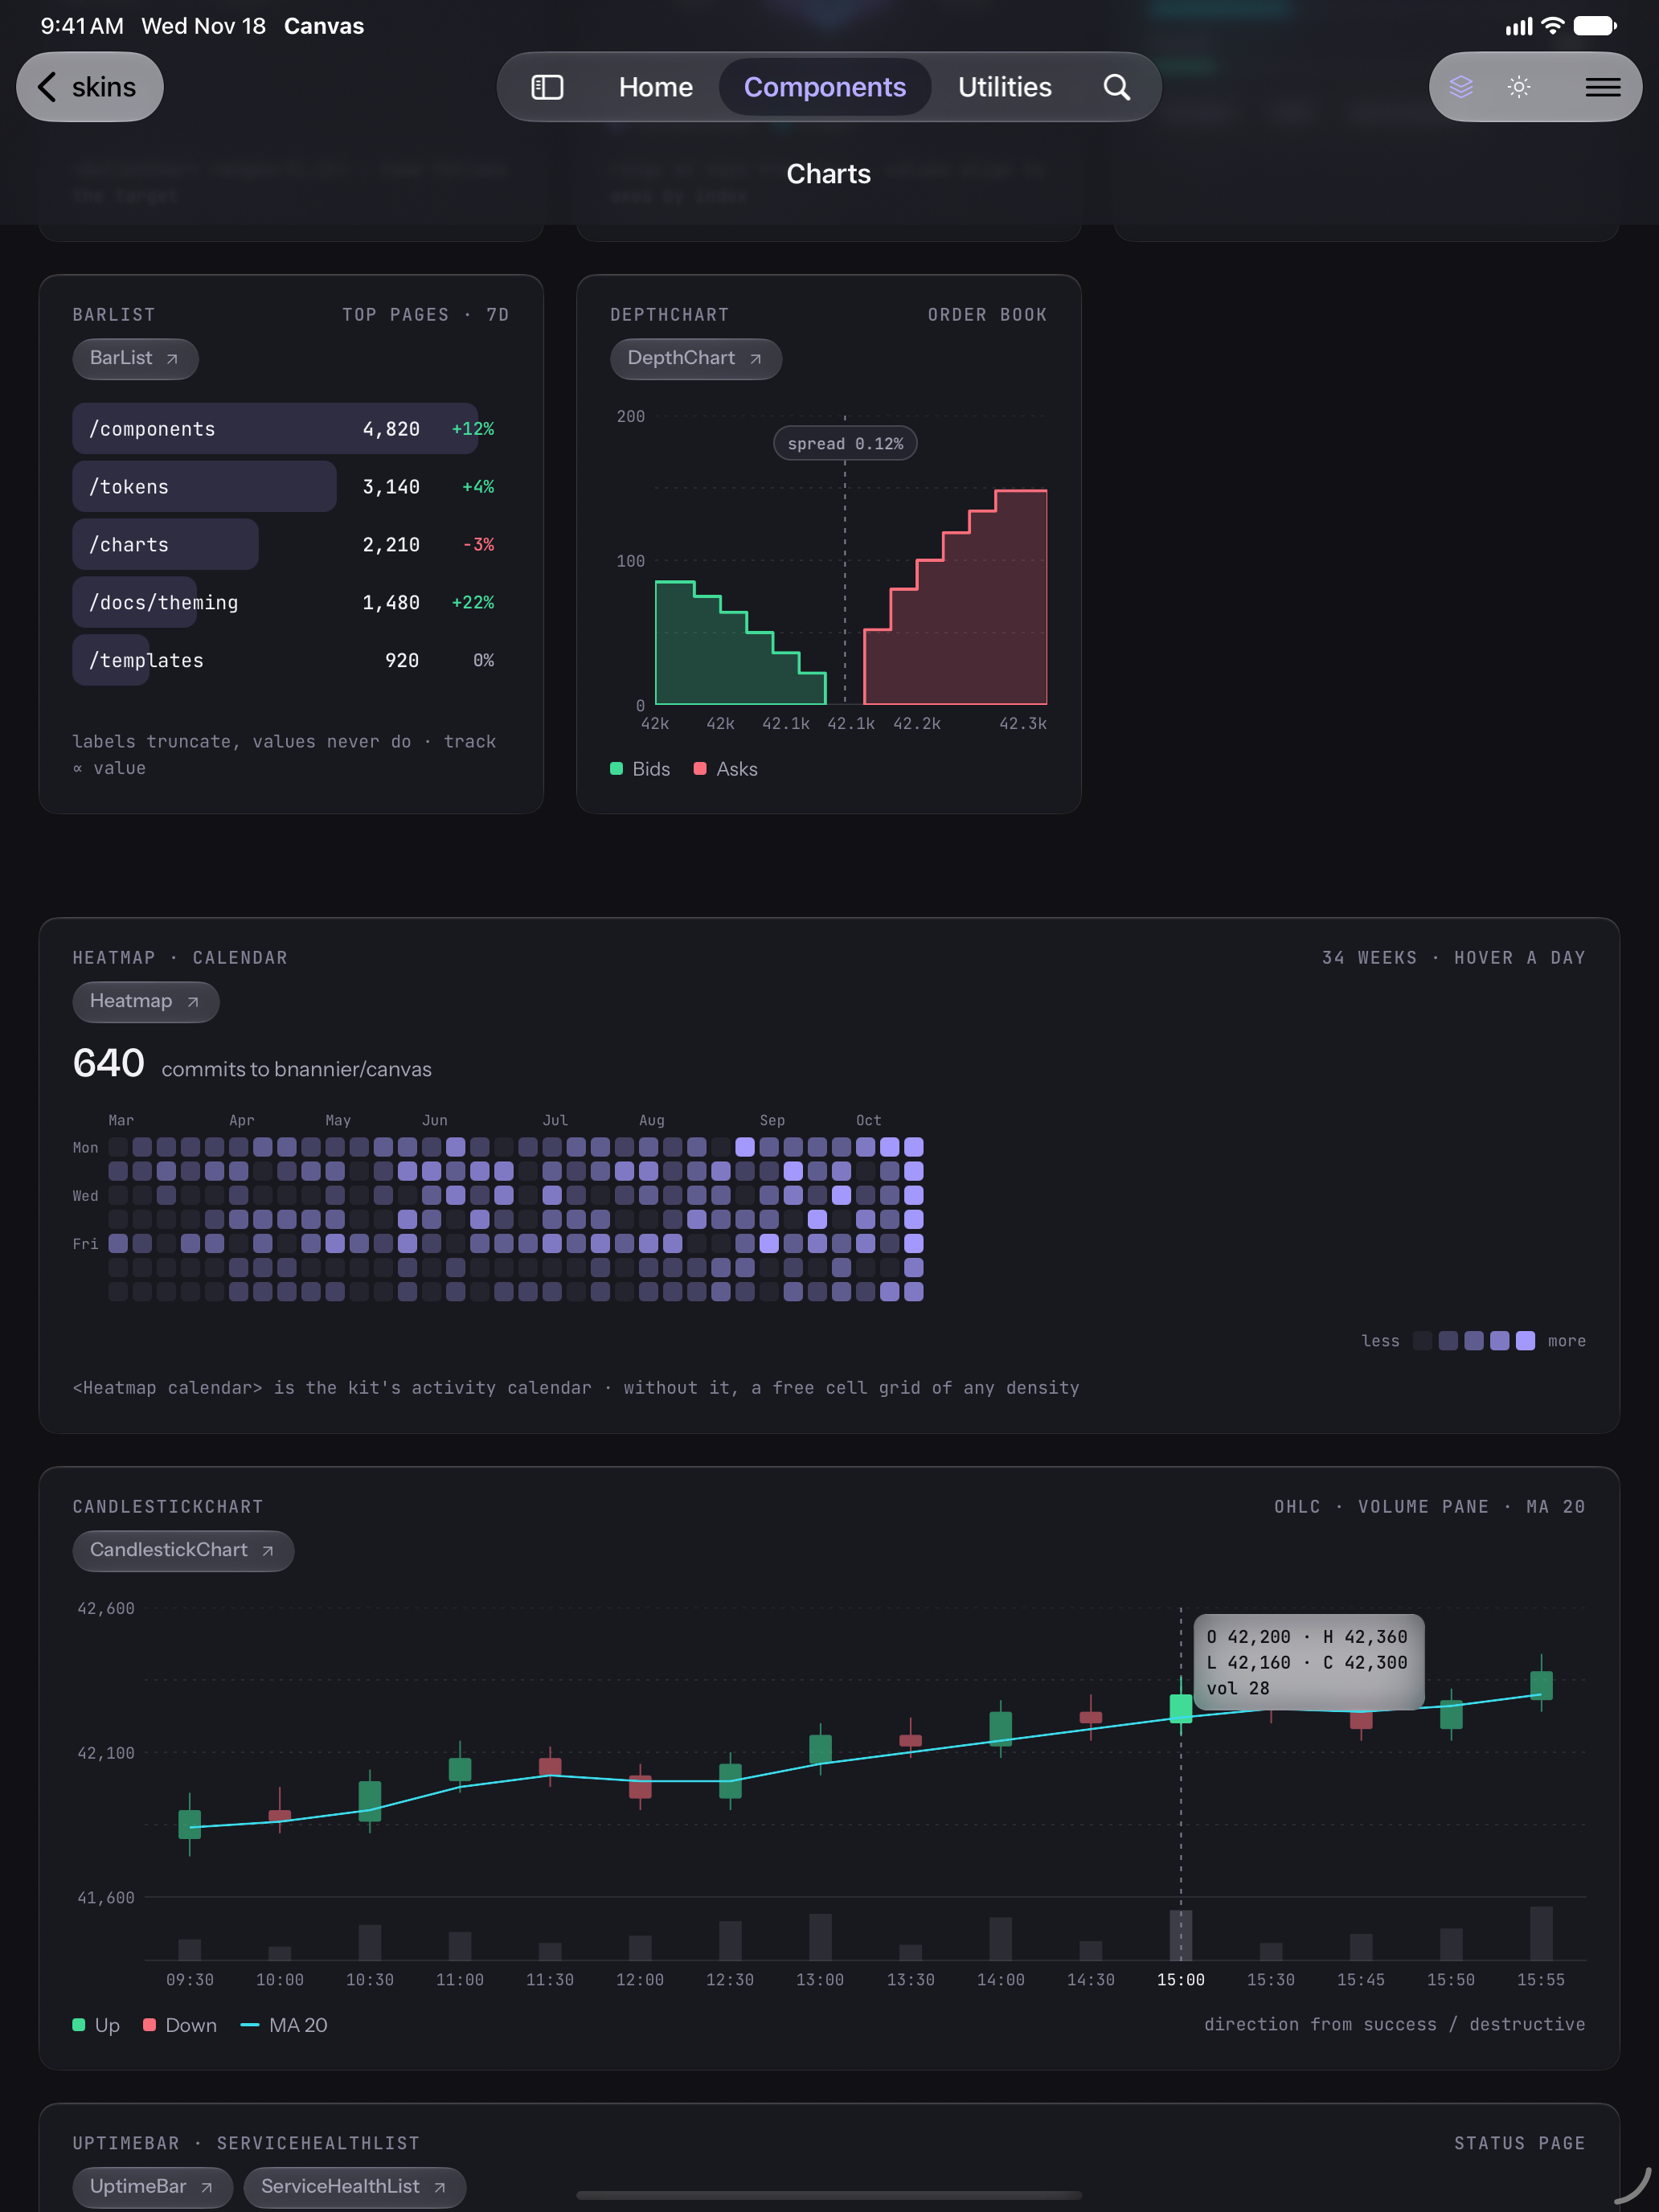 9:41 AM Wed Nov 18 Canvas
skins
Home Components Utilities
Charts
the target
axes by index
BARLIST TOP PAGES · 7D
BarList
/components 4,820 +12%
/tokens 3,140 +4%
/charts 2,210 -3%
/docs/theming 1,480 +22%
/templates 920 0%
labels truncate, values never do · track
∝ value
DEPTHCHART ORDER BOOK
DepthChart
200
spread 0.12%
100
0
42k 42k 42.1k 42.1k 42.2k 42.3k
Bids Asks
HEATMAP · CALENDAR 34 WEEKS · HOVER A DAY
Heatmap
640 commits to bnannier/canvas
Mar Apr May Jun Jul Aug Sep Oct
Mon
Wed
Fri
less more
<Heatmap calendar> is the kit's activity calendar · without it, a free cell grid of any density
CANDLESTICKCHART OHLC · VOLUME PANE · MA 20
CandlestickChart
42,600
O 42,200 · H 42,360
L 42,160 · C 42,300
vol 28
42,100
41,600
09:30 10:00 10:30 11:00 11:30 12:00 12:30 13:00 13:30 14:00 14:30 15:00 15:30 15:45 15:50 15:55
Up Down MA 20 direction from success / destructive
UPTIMEBAR · SERVICEHEALTHLIST STATUS PAGE
UptimeBar ServiceHealthList